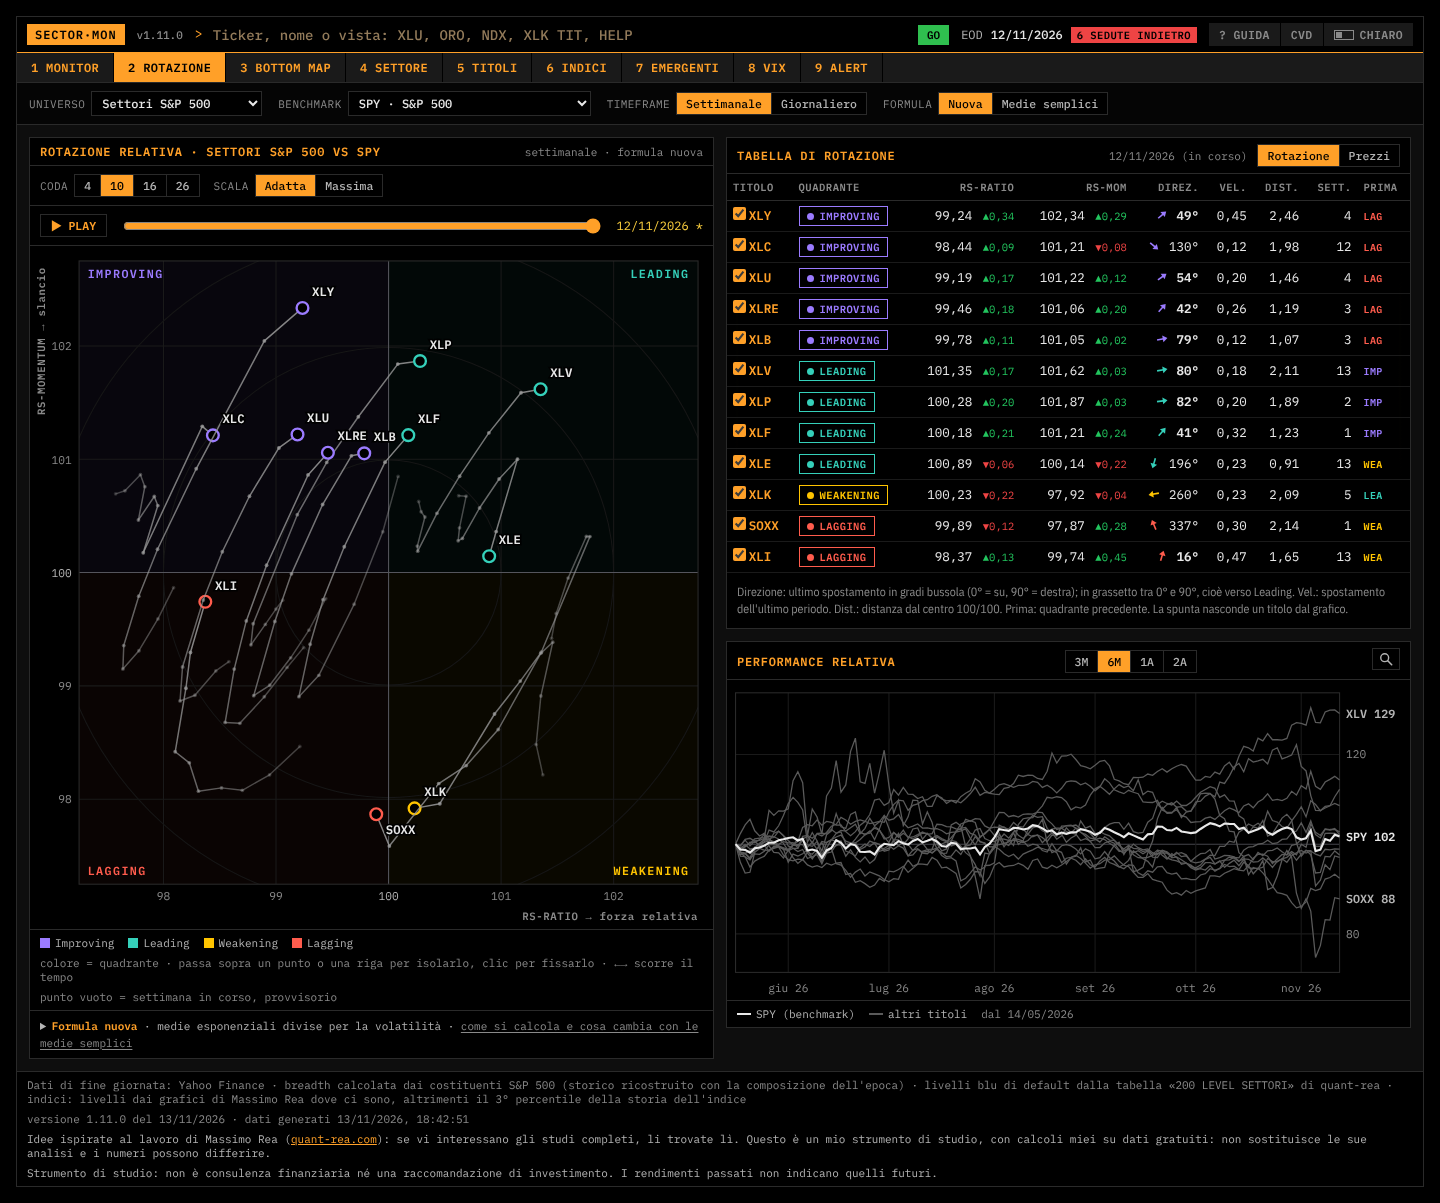 SECTOR·MON v1.11.0 > Ticker, nome o vista: XLU, ORO, NDX, XLK TIT, HELP GO EOD 12/11/2026 6 SEDUTE INDIETRO ? GUIDA CVD CHIARO
1 MONITOR 2 ROTAZIONE 3 BOTTOM MAP 4 SETTORE 5 TITOLI 6 INDICI 7 EMERGENTI 8 VIX 9 ALERT
UNIVERSO Settori S&P 500 BENCHMARK SPY · S&P 500 TIMEFRAME Settimanale Giornaliero FORMULA Nuova Medie semplici
ROTAZIONE RELATIVA · SETTORI S&P 500 VS SPY settimanale · formula nuova
CODA 4 10 16 26 SCALA Adatta Massima
▶ PLAY 12/11/2026 *
IMPROVING LEADING
RS-MOMENTUM → slancio
XLY
102
XLP
XLV
XLC XLU XLF
XLRE XLB
101
XLE
100
XLI
99
98
XLK
SOXX
LAGGING WEAKENING
98 99 100 101 102
RS-RATIO → forza relativa
Improving Leading Weakening Lagging
colore = quadrante · passa sopra un punto o una riga per isolarlo, clic per fissarlo · ←→ scorre il
tempo
punto vuoto = settimana in corso, provvisorio
▶ Formula nuova · medie esponenziali divise per la volatilità · come si calcola e cosa cambia con le
medie semplici
TABELLA DI ROTAZIONE 12/11/2026 (in corso) Rotazione Prezzi
TITOLO QUADRANTE RS-RATIO RS-MOM DIREZ. VEL. DIST. SETT. PRIMA
XLY IMPROVING 99,24 ▲0,34 102,34 ▲0,29 49° 0,45 2,46 4 LAG
XLC IMPROVING 98,44 ▲0,09 101,21 ▼0,08 130° 0,12 1,98 12 LAG
XLU IMPROVING 99,19 ▲0,17 101,22 ▲0,12 54° 0,20 1,46 4 LAG
XLRE IMPROVING 99,46 ▲0,18 101,06 ▲0,20 42° 0,26 1,19 3 LAG
XLB IMPROVING 99,78 ▲0,11 101,05 ▲0,02 79° 0,12 1,07 3 LAG
XLV LEADING 101,35 ▲0,17 101,62 ▲0,03 80° 0,18 2,11 13 IMP
XLP LEADING 100,28 ▲0,20 101,87 ▲0,03 82° 0,20 1,89 2 IMP
XLF LEADING 100,18 ▲0,21 101,21 ▲0,24 41° 0,32 1,23 1 IMP
XLE LEADING 100,89 ▼0,06 100,14 ▼0,22 196° 0,23 0,91 13 WEA
XLK WEAKENING 100,23 ▼0,22 97,92 ▼0,04 260° 0,23 2,09 5 LEA
SOXX LAGGING 99,89 ▼0,12 97,87 ▲0,28 337° 0,30 2,14 1 WEA
XLI LAGGING 98,37 ▲0,13 99,74 ▲0,45 16° 0,47 1,65 13 WEA
Direzione: ultimo spostamento in gradi bussola (0° = su, 90° = destra); in grassetto tra 0° e 90°, cioè verso Leading. Vel.: spostamento
dell'ultimo periodo. Dist.: distanza dal centro 100/100. Prima: quadrante precedente. La spunta nasconde un titolo dal grafico.
PERFORMANCE RELATIVA 3M 6M 1A 2A
XLV 129
120
SPY 102
SOXX 88
80
giu 26 lug 26 ago 26 set 26 ott 26 nov 26
SPY (benchmark) altri titoli dal 14/05/2026
Dati di fine giornata: Yahoo Finance · breadth calcolata dai costituenti S&P 500 (storico ricostruito con la composizione dell'epoca) · livelli blu di default dalla tabella «200 LEVEL SETTORI» di quant-rea ·
indici: livelli dai grafici di Massimo Rea dove ci sono, altrimenti il 3° percentile della storia dell'indice
versione 1.11.0 del 13/11/2026 · dati generati 13/11/2026, 18:42:51
Idee ispirate al lavoro di Massimo Rea (quant-rea.com): se vi interessano gli studi completi, li trovate lì. Questo è un mio strumento di studio, con calcoli miei su dati gratuiti: non sostituisce le sue
analisi e i numeri possono differire.
Strumento di studio: non è consulenza finanziaria né una raccomandazione di investimento. I rendimenti passati non indicano quelli futuri.